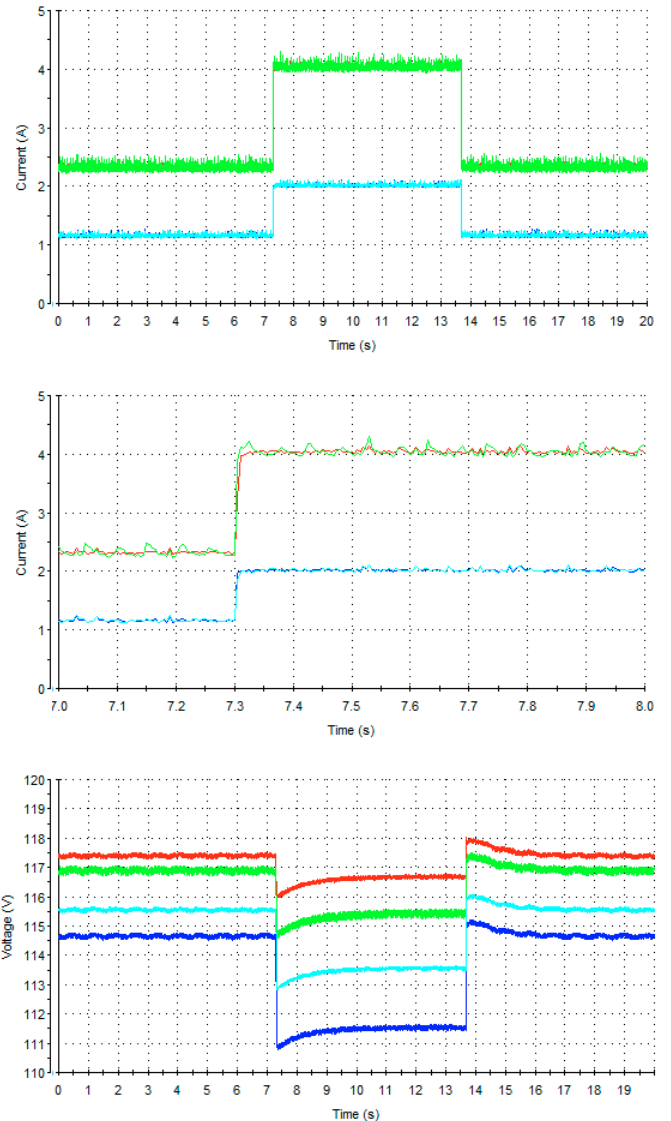 5
4
3
2
1
0
Current (A)
0 1 2 3 4 5 6 7 8 9 10 11 12 13 14 15 16 17 18 19 20
Time (s)
5
4
3
2
1
0
Current (A)
7.0 7.1 7.2 7.3 7.4 7.5 7.6 7.7 7.8 7.9 8.0
Time (s)
120
119
118
117
116
115
114
113
112
111
110
Voltage (V)
0 1 2 3 4 5 6 7 8 9 10 11 12 13 14 15 16 17 18 19
Time (s)